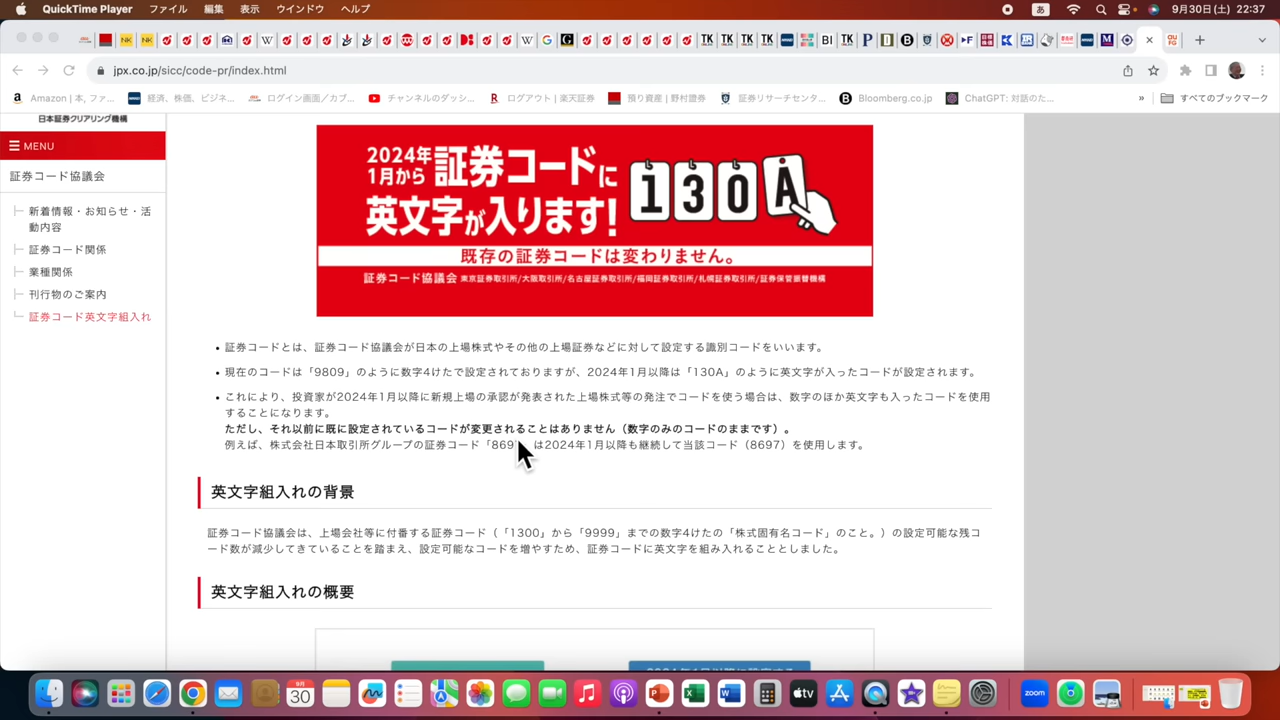 QuickTime Player ファイル 編集 表示 ウインドウ ヘルプ
あ 9月30日(土) 22:37
jpx.co.jp/sicc/code-pr/index.html
Amazon | 本, ファ... 経済、株価、ビジネ... ログイン画面／カブ... チャンネルのダッシ... ログアウト | 楽天証券 預り資産 | 野村證券 証券リサーチセンタ... Bloomberg.co.jp ChatGPT: 対話のた... » すべてのブックマーク
日本証券クリアリング機構
MENU
証券コード協議会
新着情報・お知らせ・活
動内容
証券コード関係
業種関係
刊行物のご案内
証券コード英文字組入れ
2024年
1月から
証券コードに
英文字が入ります！
130A
既存の証券コードは変わりません。
証券コード協議会 東京証券取引所/大阪取引所/名古屋証券取引所/福岡証券取引所/札幌証券取引所/証券保管振替機構
• 証券コードとは、証券コード協議会が日本の上場株式やその他の上場証券などに対して設定する識別コードをいいます。
• 現在のコードは「9809」のように数字4けたで設定されておりますが、2024年1月以降は「130A」のように英文字が入ったコードが設定されます。
• これにより、投資家が2024年1月以降に新規上場の承認が発表された上場株式等の発注でコードを使う場合は、数字のほか英文字も入ったコードを使用
することになります。
ただし、それ以前に既に設定されているコードが変更されることはありません（数字のみのコードのままです）。
例えば、株式会社日本取引所グループの証券コード「869 は2024年1月以降も継続して当該コード（8697）を使用します。
英文字組入れの背景
証券コード協議会は、上場会社等に付番する証券コード（「1300」から「9999」までの数字4けたの「株式固有名コード」のこと。）の設定可能な残コ
ード数が減少してきていることを踏まえ、設定可能なコードを増やすため、証券コードに英文字を組み入れることとしました。
英文字組入れの概要
9月
30
zoom